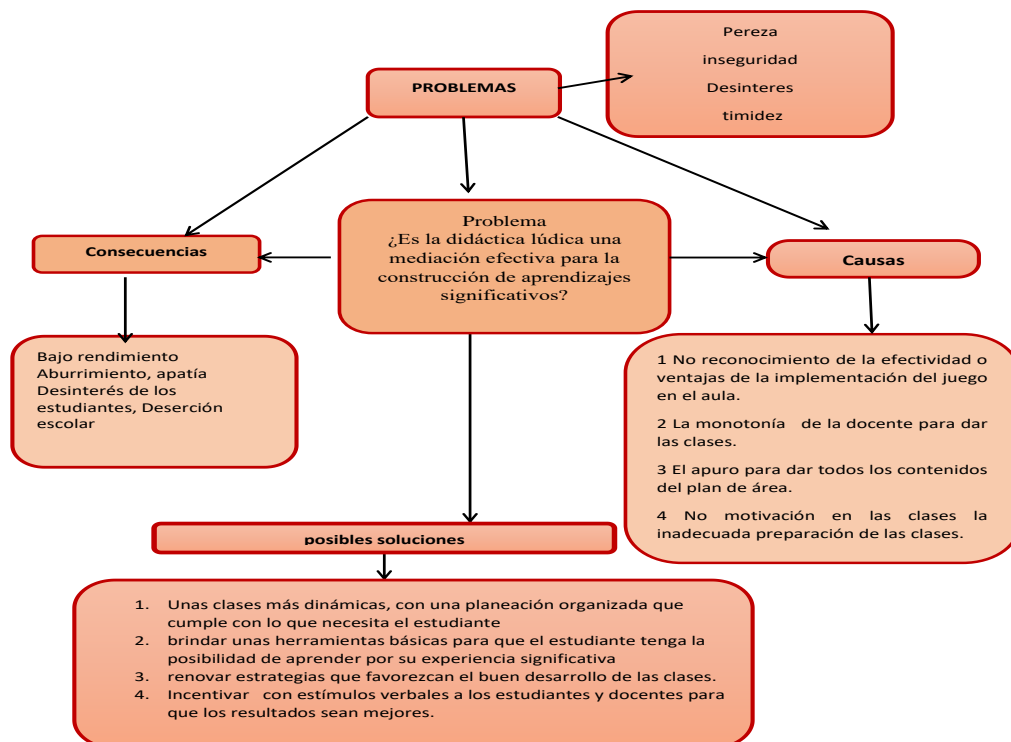 Pereza
inseguridad
Desinteres
timidez
PROBLEMAS
Problema
¿Es la didáctica lúdica una
mediación efectiva para la
construcción de aprendizajes
significativos?
Consecuencias
Causas
Bajo rendimiento
Aburrimiento, apatía
Desinterés de los
estudiantes, Deserción
escolar
1 No reconocimiento de la efectividad o
ventajas de la implementación del juego
en el aula.
2 La monotonía de la docente para dar
las clases.
3 El apuro para dar todos los contenidos
del plan de área.
4 No motivación en las clases la
inadecuada preparación de las clases.
posibles soluciones
1. Unas clases más dinámicas, con una planeación organizada que
cumple con lo que necesita el estudiante
2. brindar unas herramientas básicas para que el estudiante tenga la
posibilidad de aprender por su experiencia significativa
3. renovar estrategias que favorezcan el buen desarrollo de las clases.
4. Incentivar con estímulos verbales a los estudiantes y docentes para
que los resultados sean mejores.